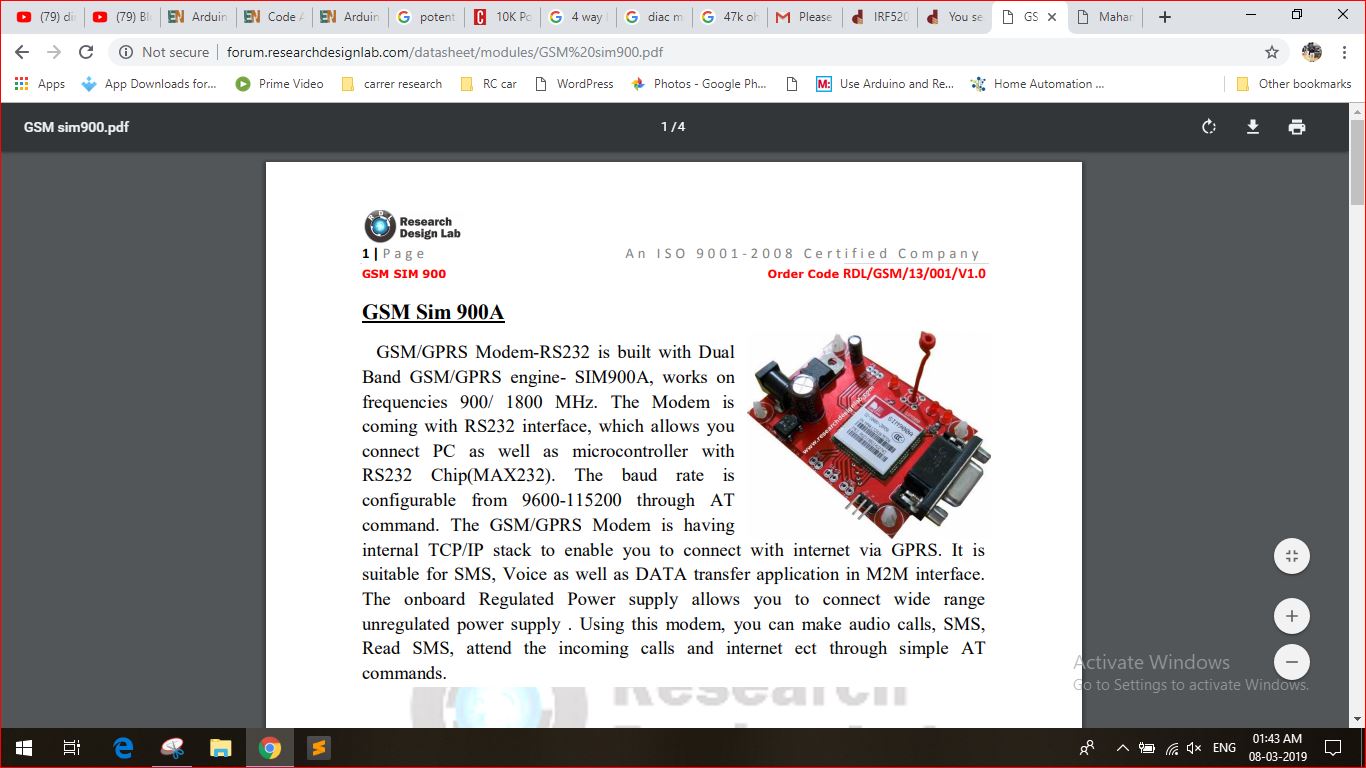 (79) di
(79) Bl
Arduin
Code A
Arduin
potent
10K Po
4 way
diac m
47k oh
Please
IRF520
You se
GS
Mahar
Not secure
forum.researchdesignlab.com/datasheet/modules/GSM%20sim900.pdf
Apps
App Downloads for...
Prime Video
carrer research
RC car
WordPress
Photos - Google Ph...
Use Arduino and Re...
Home Automation ...
Other bookmarks
GSM sim900.pdf
1 / 4
Research
Design Lab
1 | Page
An ISO 9001-2008 Certified Company
GSM SIM 900
Order Code RDL/GSM/13/001/V1.0
GSM Sim 900A
GSM/GPRS Modem-RS232 is built with Dual
Band GSM/GPRS engine- SIM900A, works on
frequencies 900/ 1800 MHz. The Modem is
coming with RS232 interface, which allows you
connect PC as well as microcontroller with
RS232 Chip(MAX232). The baud rate is
configurable from 9600-115200 through AT
command. The GSM/GPRS Modem is having
internal TCP/IP stack to enable you to connect with internet via GPRS. It is
suitable for SMS, Voice as well as DATA transfer application in M2M interface.
The onboard Regulated Power supply allows you to connect wide range
unregulated power supply . Using this modem, you can make audio calls, SMS,
Read SMS, attend the incoming calls and internet ect through simple AT
commands.
www.researchdesignlab.com
SIM900A
Research
Activate Windows
Go to Settings to activate Windows.
ENG
01:43 AM
08-03-2019